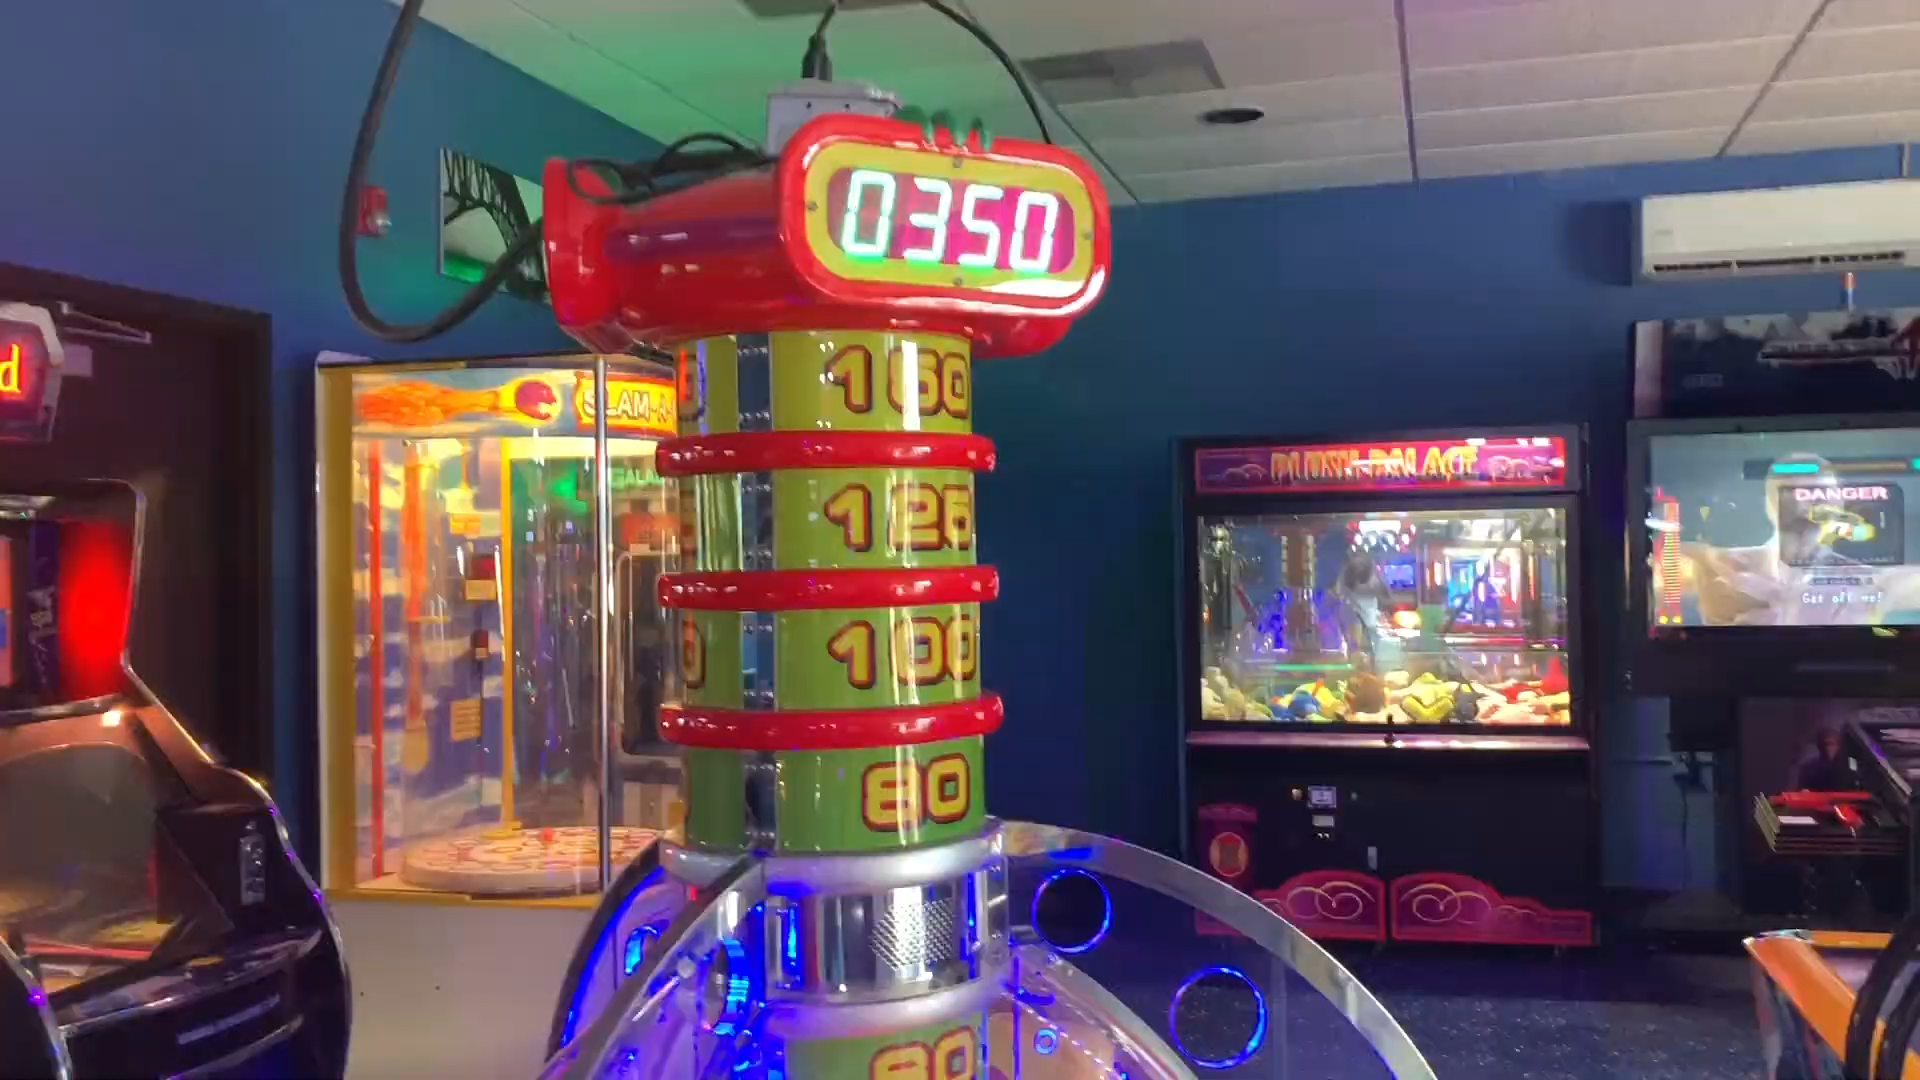 0350
d
SLAM-A-
150
125
100
80
80
PLUSH PALACE
DANGER
Get off me!